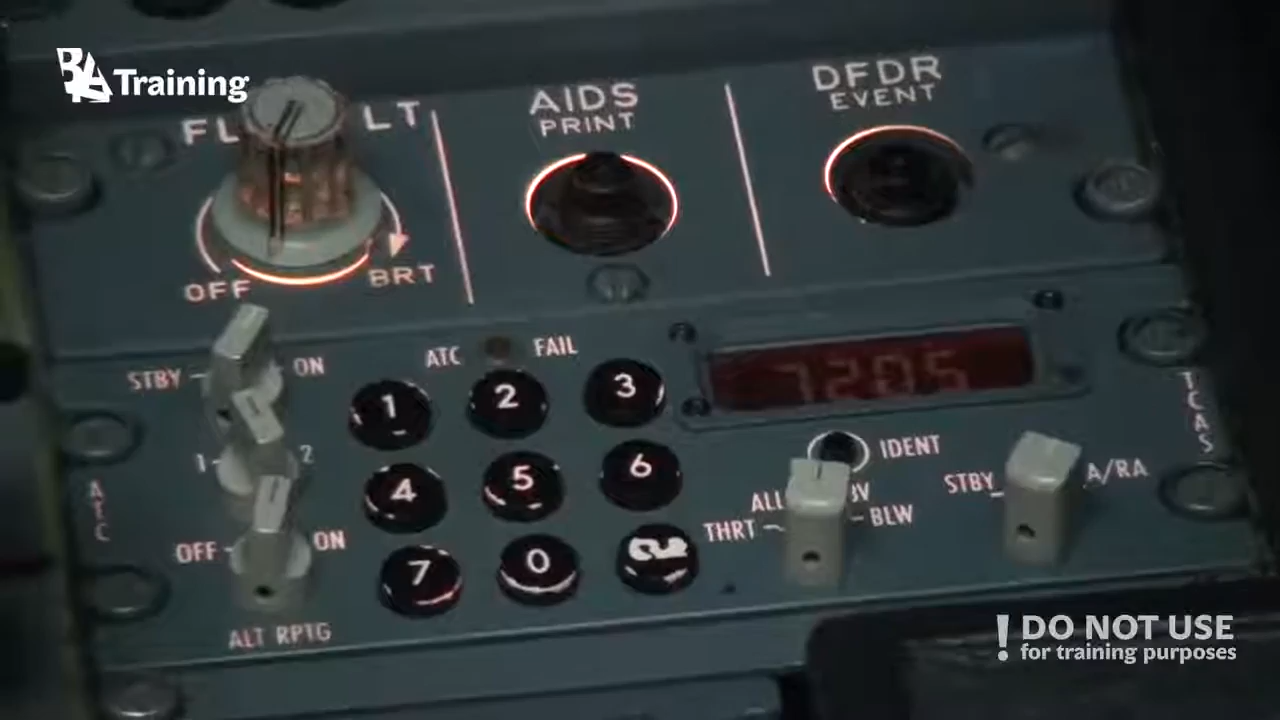 BAA Training
AIDS
PRINT
DFDR
EVENT
FL LT
OFF BRT
STBY ON
ATC FAIL
1 2 3
7205
TCAS
1 2
4 5 6
IDENT
ALL BV
THRT BLW
STBY A/RA
ATC
OFF ON
7 0
ALT RPTG
! DO NOT USE
for training purposes